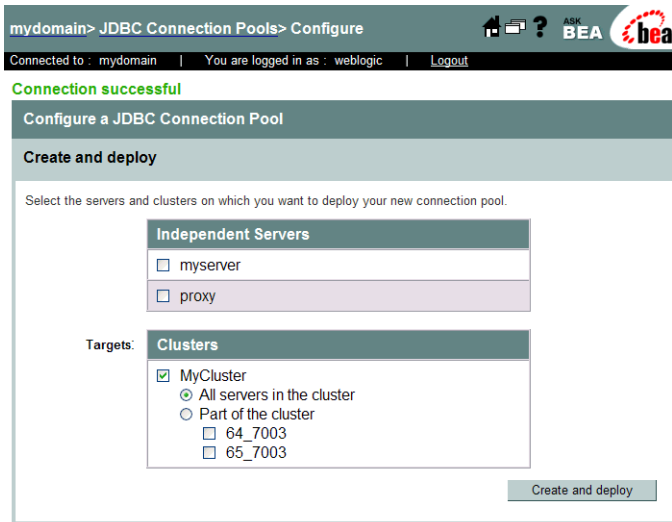 mydomain> JDBC Connection Pools> Configure
? ASK BEA bea
Connected to : mydomain | You are logged in as : weblogic | Logout
Connection successful
Configure a JDBC Connection Pool
Create and deploy
Select the servers and clusters on which you want to deploy your new connection pool.
Independent Servers
myserver
proxy
Targets:
Clusters
MyCluster
All servers in the cluster
Part of the cluster
64_7003
65_7003
Create and deploy